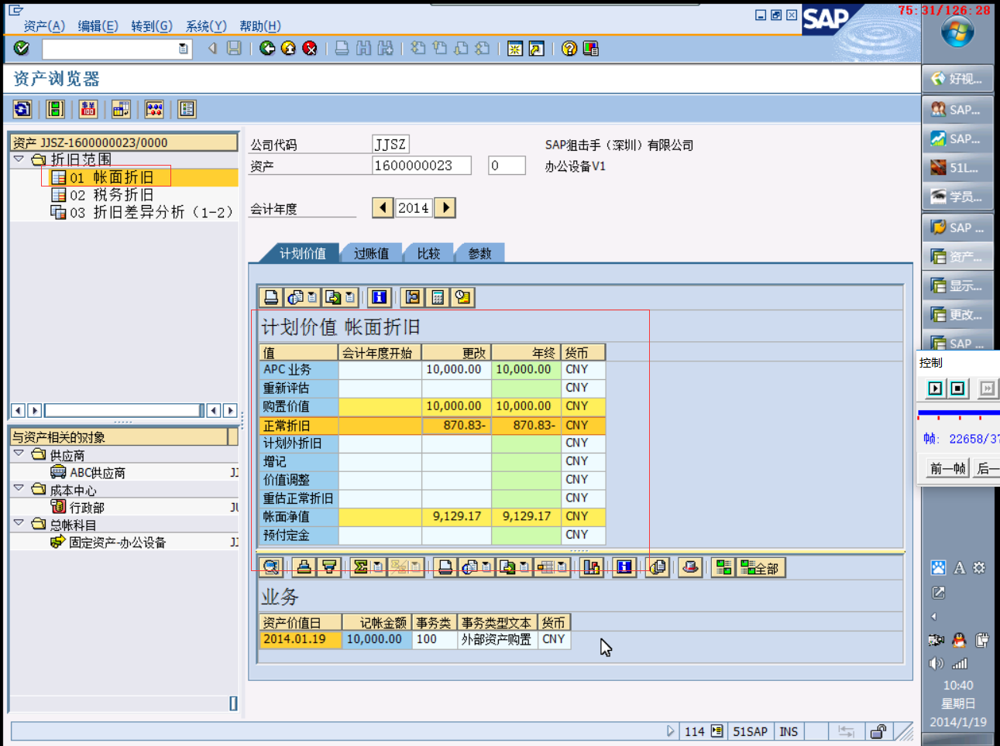 75:31/126:28
资产(A) 编辑(E) 转到(G) 系统(Y) 帮助(H)
SAP
资产浏览器
资产 JJSZ-1600000023/0000
折旧范围
01 帐面折旧
02 税务折旧
03 折旧差异分析 (1-2)
公司代码 JJSZ SAP狙击手（深圳）有限公司
资产 1600000023 0 办公设备V1
会计年度 2014
计划价值 过账值 比较 参数
计划价值 帐面折旧
值 会计年度开始 更改 年终 货币
APC 业务 10,000.00 10,000.00 CNY
重新评估 CNY
购置价值 10,000.00 10,000.00 CNY
正常折旧 870.83- 870.83- CNY
计划外折旧 CNY
增记 CNY
价值调整 CNY
重估正常折旧 CNY
帐面净值 9,129.17 9,129.17 CNY
预付定金 CNY
全部
业务
资产价值日 记帐金额 事务类 事务类型文本 货币
2014.01.19 10,000.00 100 外部资产购置 CNY
与资产相关的对象
供应商
ABC供应商 JJ
成本中心
行政部
总帐科目
固定资产-办公设备 JJ
114 51SAP INS
好视...
SAP...
SAP...
51L...
学员...
SAP ...
资产...
显示...
更改...
SAP ...
控制
帧: 22658/37
前一帧 后一
A
10:40
星期日
2014/1/19